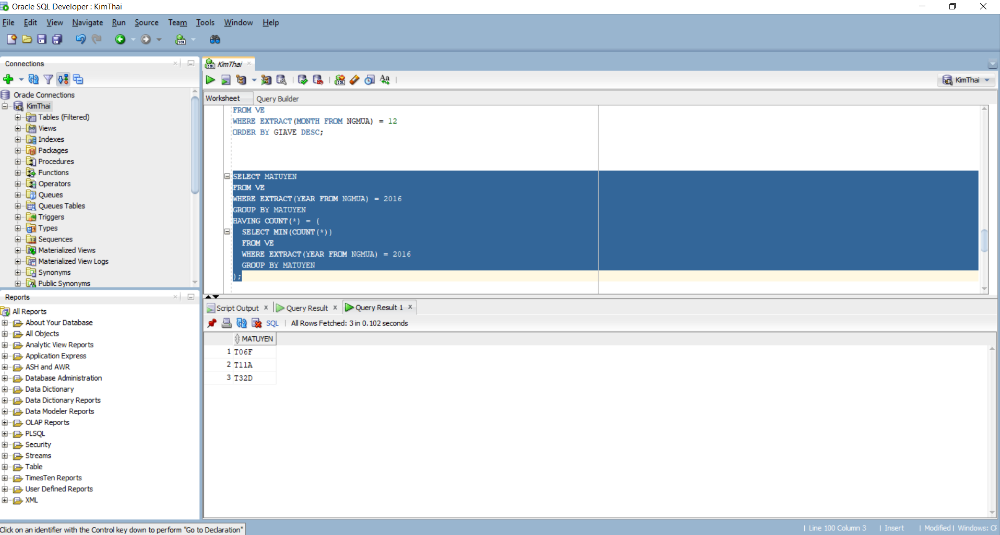 Oracle SQL Developer : KimThai
File Edit View Navigate Run Source Team Tools Window Help
Connections
Oracle Connections
KimThai
Tables (Filtered)
Views
Indexes
Packages
Procedures
Functions
Operators
Queues
Queues Tables
Triggers
Types
Sequences
Materialized Views
Materialized View Logs
Synonyms
Public Synonyms
Reports
All Reports
About Your Database
All Objects
Analytic View Reports
Application Express
ASH and AWR
Database Administration
Data Dictionary
Data Dictionary Reports
Data Modeler Reports
OLAP Reports
PLSQL
Security
Streams
Table
TimesTen Reports
User Defined Reports
XML
KimThai
KimThai
Worksheet Query Builder
FROM VE
WHERE EXTRACT(MONTH FROM NGMUA) = 12
ORDER BY GIAVE DESC;
SELECT MATUYEN
FROM VE
WHERE EXTRACT(YEAR FROM NGMUA) = 2016
GROUP BY MATUYEN
HAVING COUNT(*) = (
SELECT MIN(COUNT(*))
FROM VE
WHERE EXTRACT(YEAR FROM NGMUA) = 2016
GROUP BY MATUYEN
);
Script Output Query Result Query Result 1
SQL All Rows Fetched: 3 in 0.102 seconds
MATUYEN
1 T06F
2 T11A
3 T32D
Click on an identifier with the Control key down to perform "Go to Declaration"
Line 100 Column 3 | Insert | Modified | Windows: